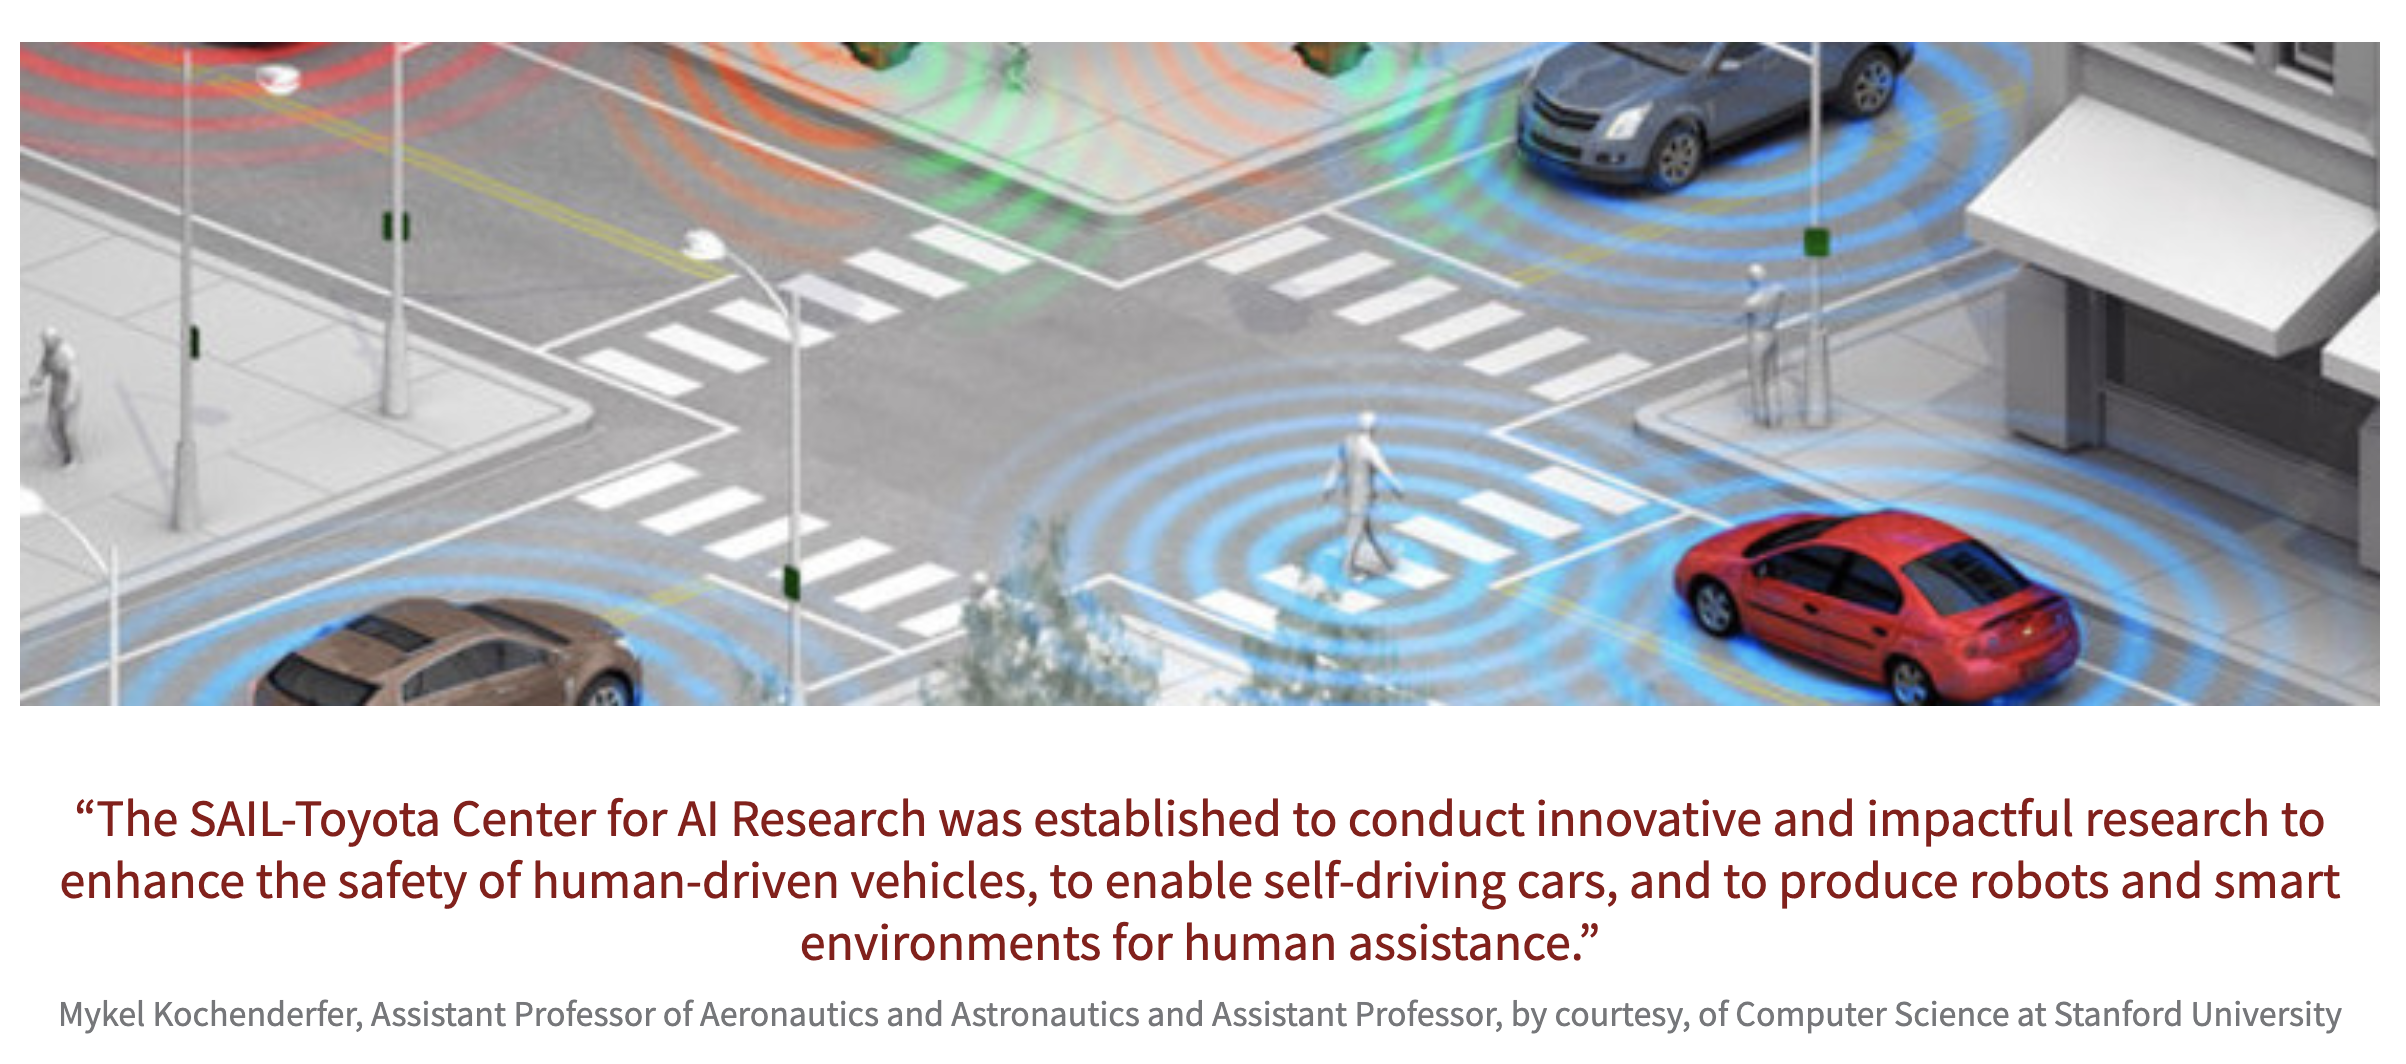 “The SAIL-Toyota Center for AI Research was established to conduct innovative and impactful research to
enhance the safety of human-driven vehicles, to enable self-driving cars, and to produce robots and smart
environments for human assistance.”
Mykel Kochenderfer, Assistant Professor of Aeronautics and Astronautics and Assistant Professor, by courtesy, of Computer Science at Stanford University